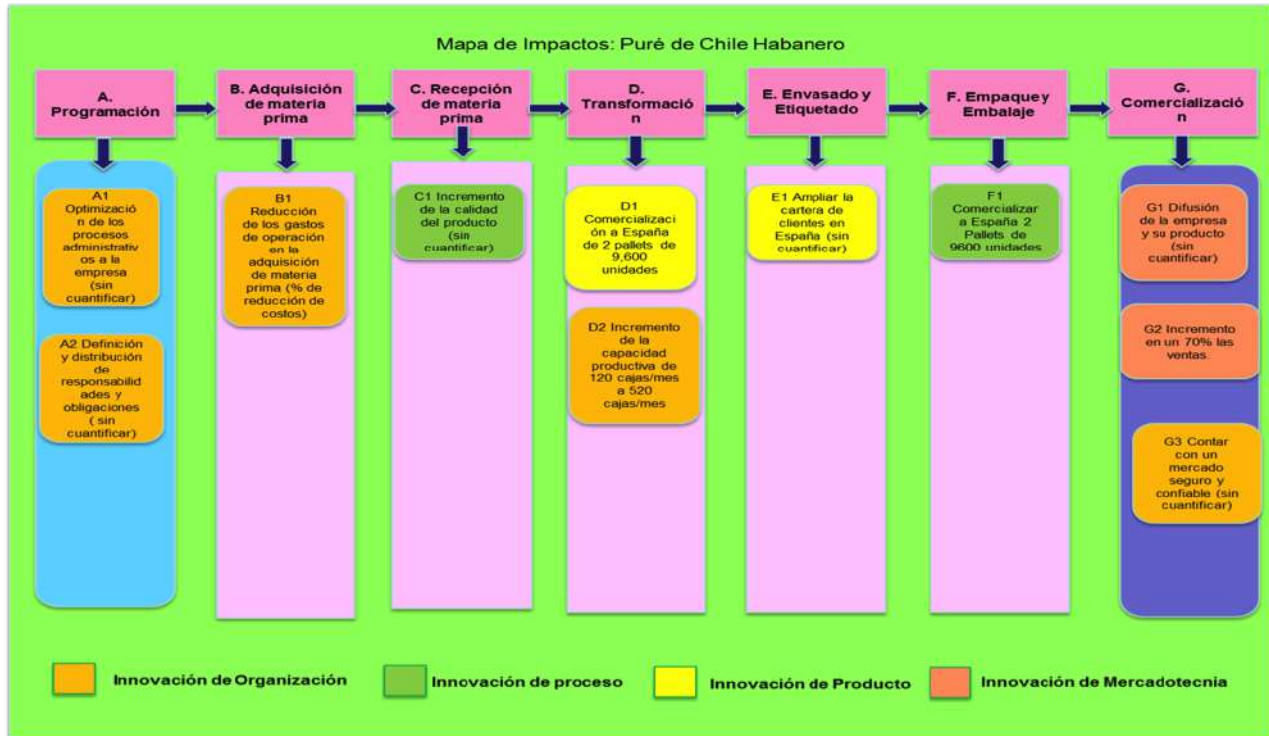 Mapa de Impactos: Puré de Chile Habanero
A.
Programación
B. Adquisición
de materia
prima
C. Recepción
de materia
prima
D.
Transformació
n
E. Envasado y
Etiquetado
F. Empaque y
Embalaje
G.
Comercializació
n
A1
Optimizació
n de los
procesos
administrativ
os a la
empresa
(sin
cuantificar)
A2 Definición
y distribución
de
responsabilid
ades y
obligaciones
( sin
cuantificar)
B1
Reducción
de los gastos
de operación
en la
adquisición
de materia
prima (% de
reducción de
costos)
C1 Incremento
de la calidad
del producto
(sin
cuantificar)
D1
Comercializaci
ón a España
de 2 pallets de
9,600
unidades
D2 Incremento
de la
capacidad
productiva de
120 cajas/mes
a 520
cajas/mes
E1 Ampliar la
cartera de
clientes en
España (sin
cuantificar)
F1
Comercializar
a España 2
Pallets de
9600 unidades
G1 Difusión
de la empresa
y su producto
(sin
cuantificar)
G2 Incremento
en un 70% las
ventas.
G3 Contar
con un
mercado
seguro y
confiable (sin
cuantificar)
Innovación de Organización
Innovación de proceso
Innovación de Producto
Innovación de Mercadotecnia